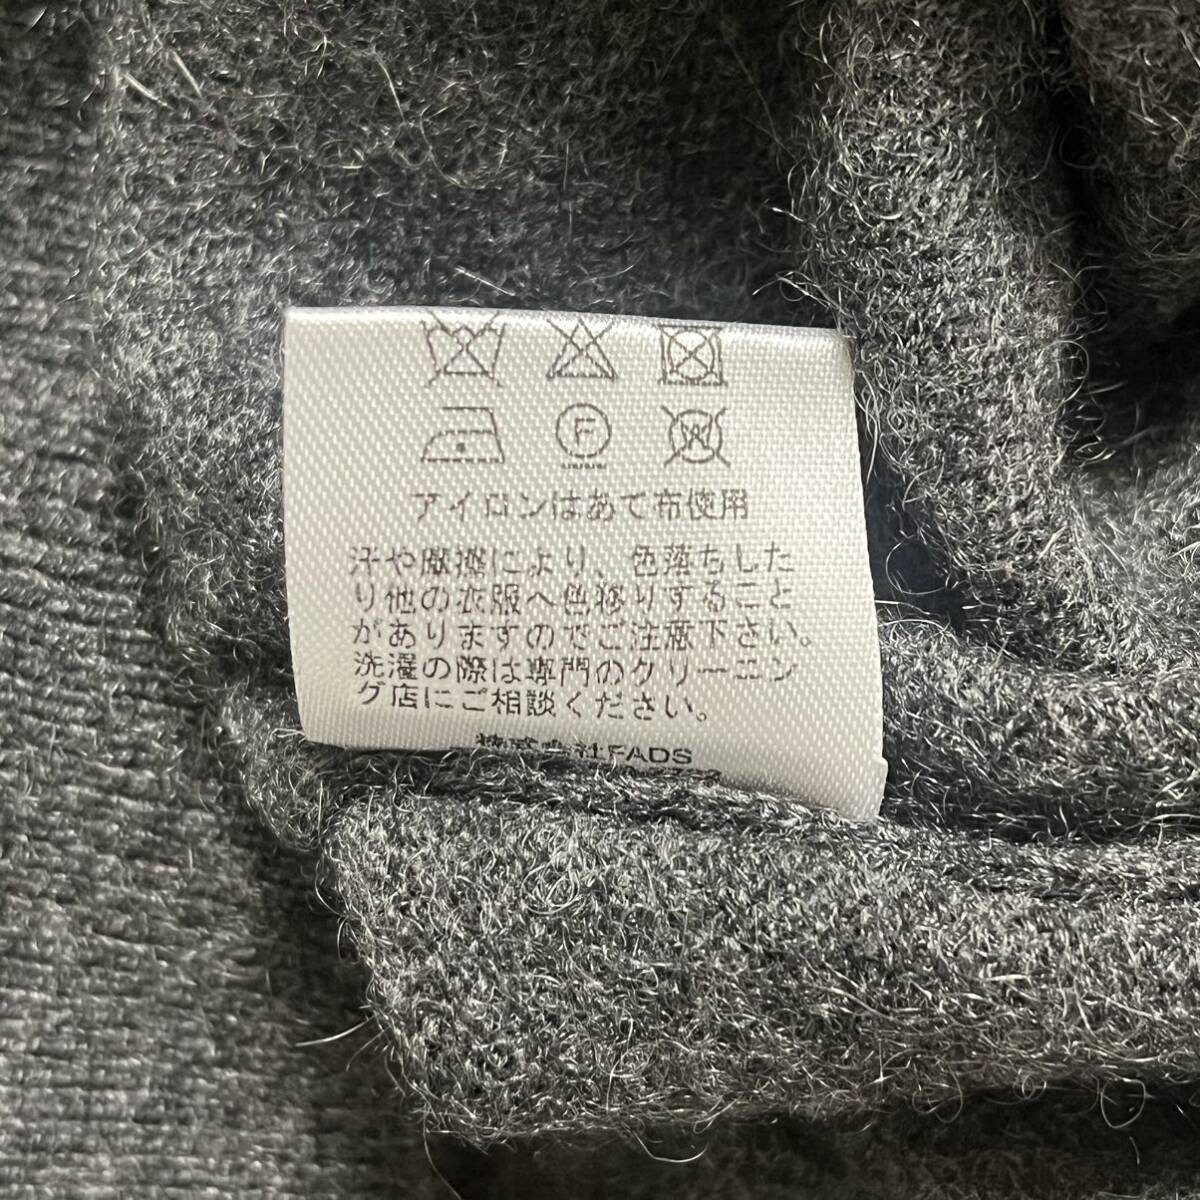 F
W
アイロンはあて布使用
汗や摩擦により、色落ちした
り他の衣服へ色移りすること
がありますのでご注意下さい。
洗濯の際は専門のクリーニン
グ店にご相談ください。
株式会社FADS